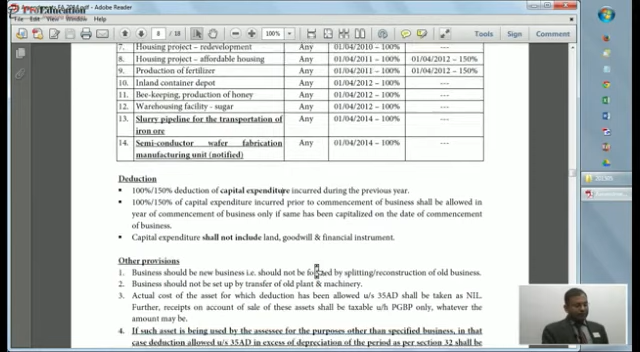 ProEducation
Adobe Reader
File Edit View Window Help
8 / 18 100% Tools Sign Comment
7. Housing project – redevelopment Any 01/04/2010 – 100% ---
8. Housing project – affordable housing Any 01/04/2011 – 100% 01/04/2012 – 150%
9. Production of fertilizer Any 01/04/2011 – 100% 01/04/2012 – 150%
10. Inland container depot Any 01/04/2012 – 100% ---
11. Bee-keeping, production of honey Any 01/04/2012 – 100% ---
12. Warehousing facility - sugar Any 01/04/2012 – 100% ---
13. Slurry pipeline for the transportation of Any 01/04/2014 – 100% ---
iron ore
14. Semi-conductor wafer fabrication Any 01/04/2014 – 100% ---
manufacturing unit (notified)
Deduction
100%/150% deduction of capital expenditure incurred during the previous year.
100%/150% of capital expenditure incurred prior to commencement of business shall be allowed in
year of commencement of business only if same has been capitalized on the date of commencement
of business.
Capital expenditure shall not include land, goodwill & financial instrument.
Other provisions
1. Business should be new business i.e. should not be formed by splitting/reconstruction of old business.
2. Business should not be set up by transfer of old plant & machinery.
3. Actual cost of the asset for which deduction has been allowed u/s 35AD shall be taken as NIL.
Further, receipts on account of sale of these assets shall be taxable u/h PGBP only, whatever the
amount may be.
4. If such asset is being used by the assessee for the purposes other than specified business, in that
case deduction allowed u/s 35AD in excess of depreciation of the period as per section 32 shall be